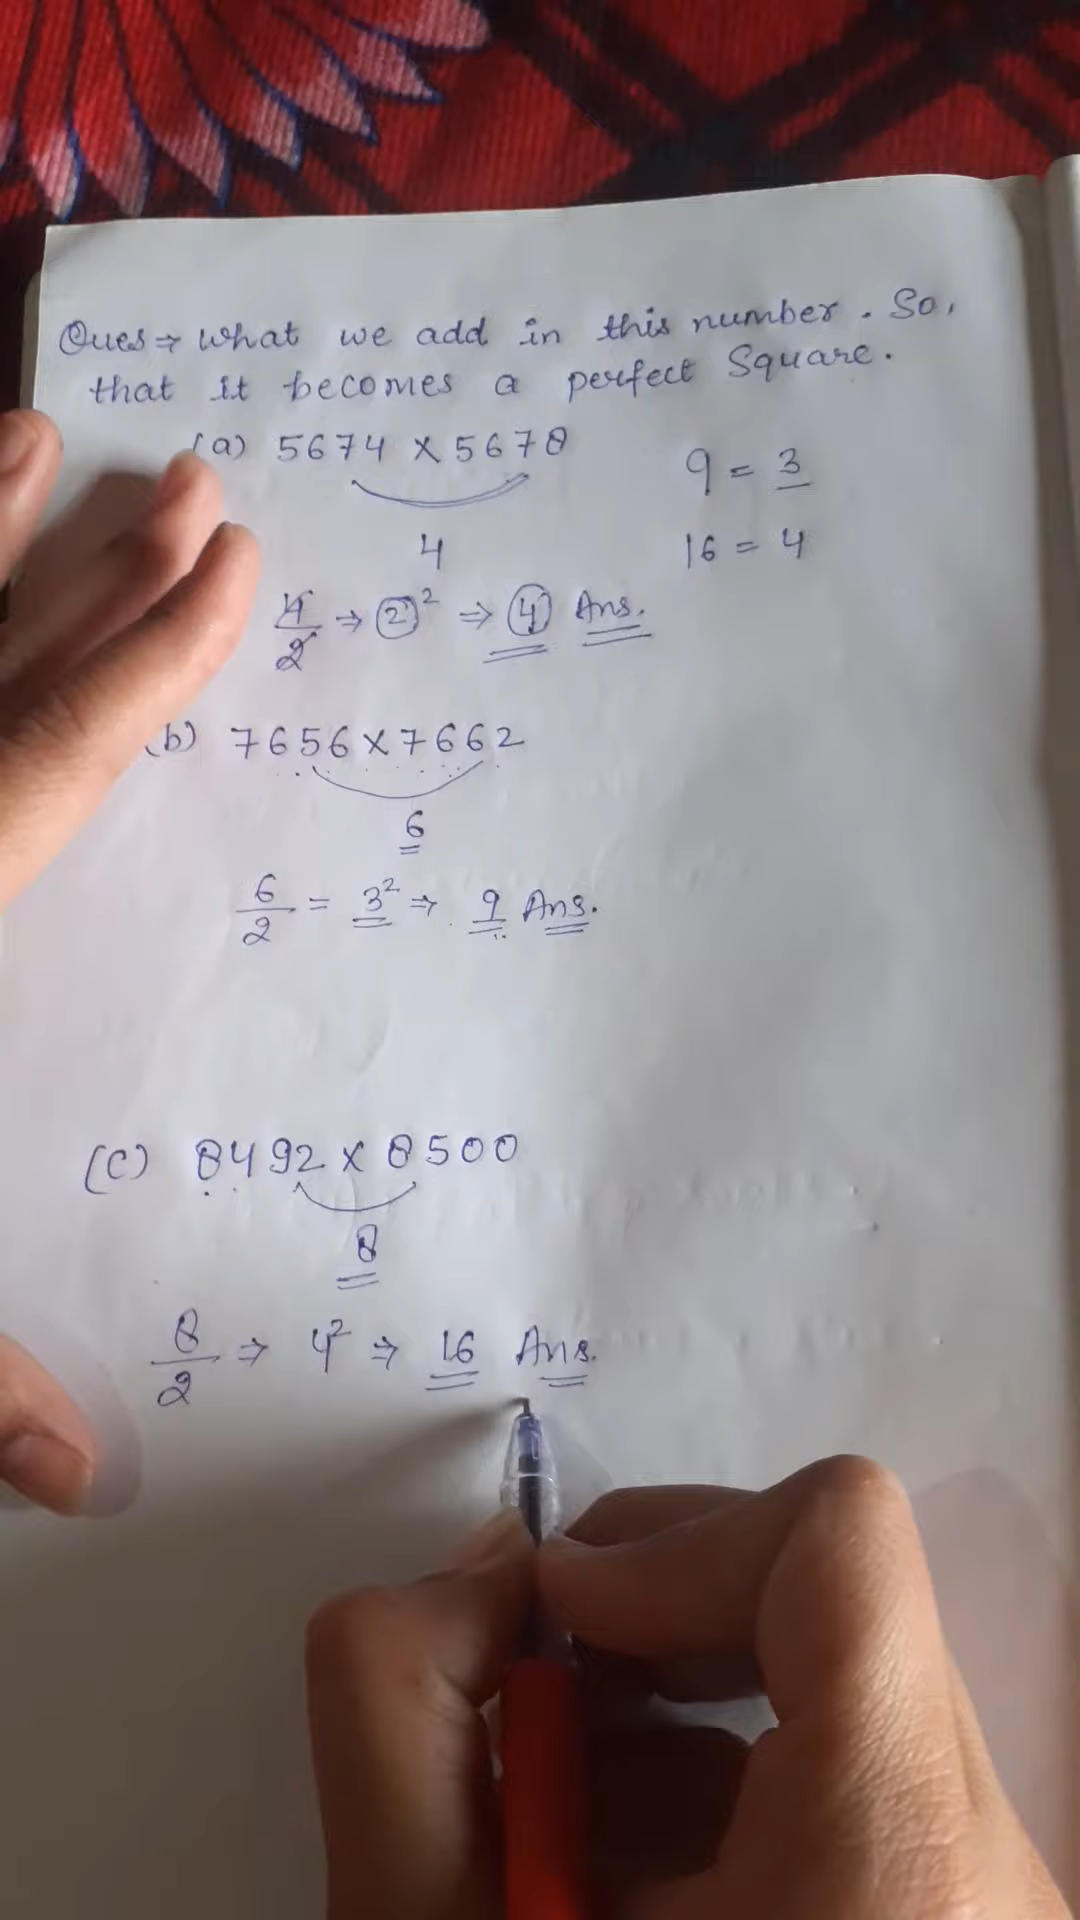 Ques ⇒ What we add in this number. So,
that it becomes a perfect Square.
(a) 5674 × 5678
9 = 3
4
16 = 4
4/2 ⇒ 2² ⇒ 4 Ans.
(b) 7656 × 7662
6
6/2 = 3² ⇒ 9 Ans.
(C) 8492 × 8500
8
8/2 ⇒ 4² ⇒ 16 Ans.